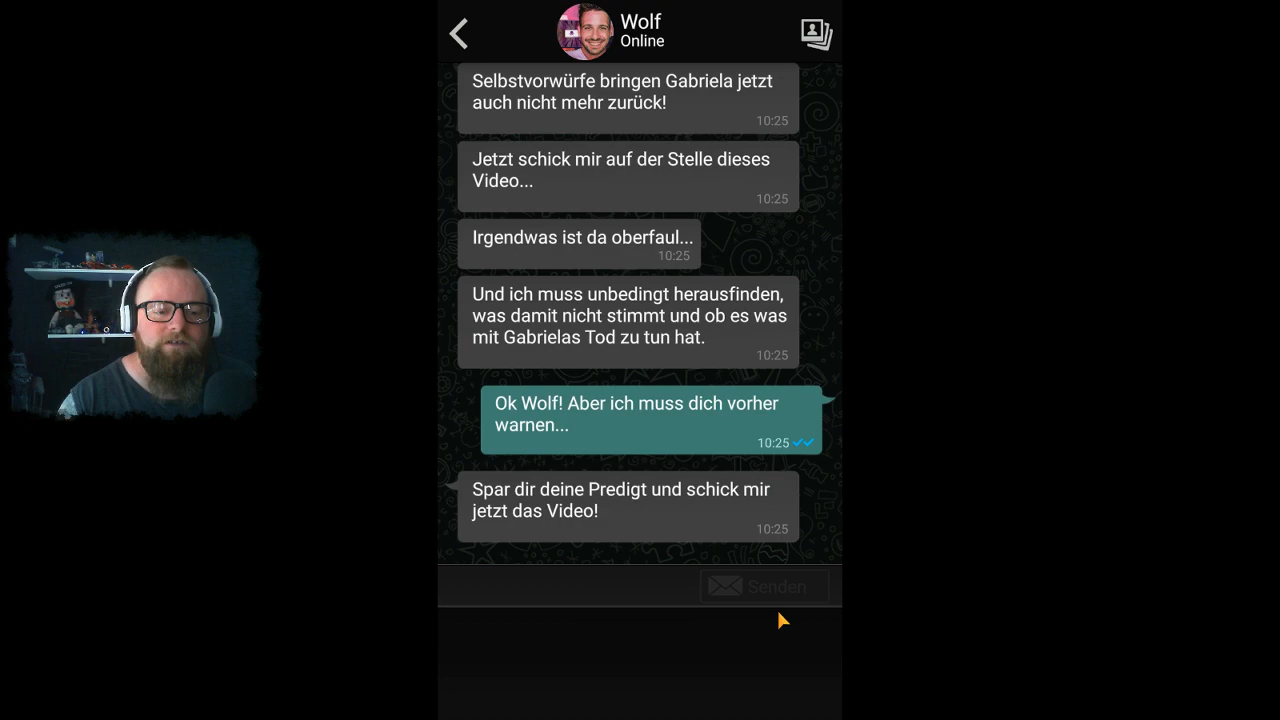 Wolf
Online
Selbstvorwürfe bringen Gabriela jetzt
auch nicht mehr zurück!
10:25
Jetzt schick mir auf der Stelle dieses
Video...
10:25
Irgendwas ist da oberfaul...
10:25
Und ich muss unbedingt herausfinden,
was damit nicht stimmt und ob es was
mit Gabrielas Tod zu tun hat.
10:25
Ok Wolf! Aber ich muss dich vorher
warnen...
10:25
Spar dir deine Predigt und schick mir
jetzt das Video!
10:25
Senden